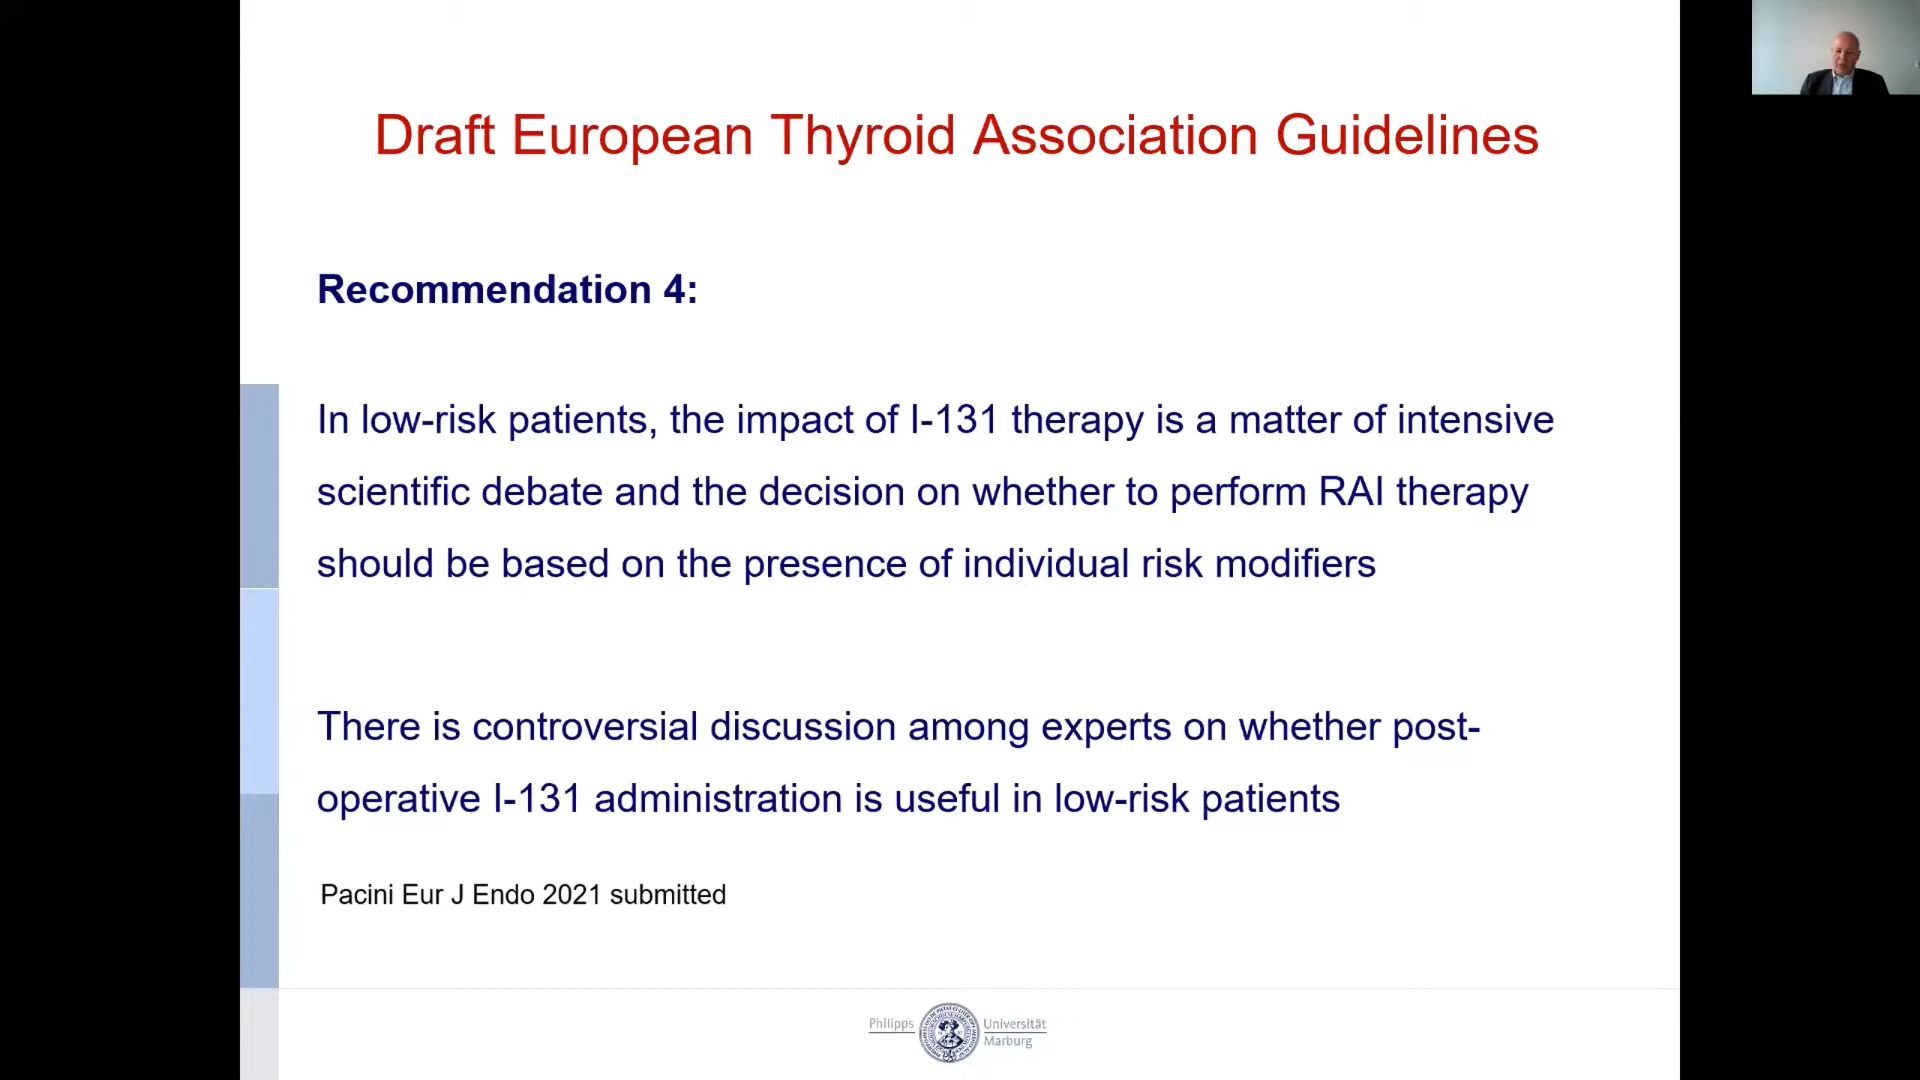 Draft European Thyroid Association Guidelines
Recommendation 4:
In low-risk patients, the impact of I-131 therapy is a matter of intensive
scientific debate and the decision on whether to perform RAI therapy
should be based on the presence of individual risk modifiers
There is controversial discussion among experts on whether post-
operative I-131 administration is useful in low-risk patients
Pacini Eur J Endo 2021 submitted
Philipps Universität
Marburg